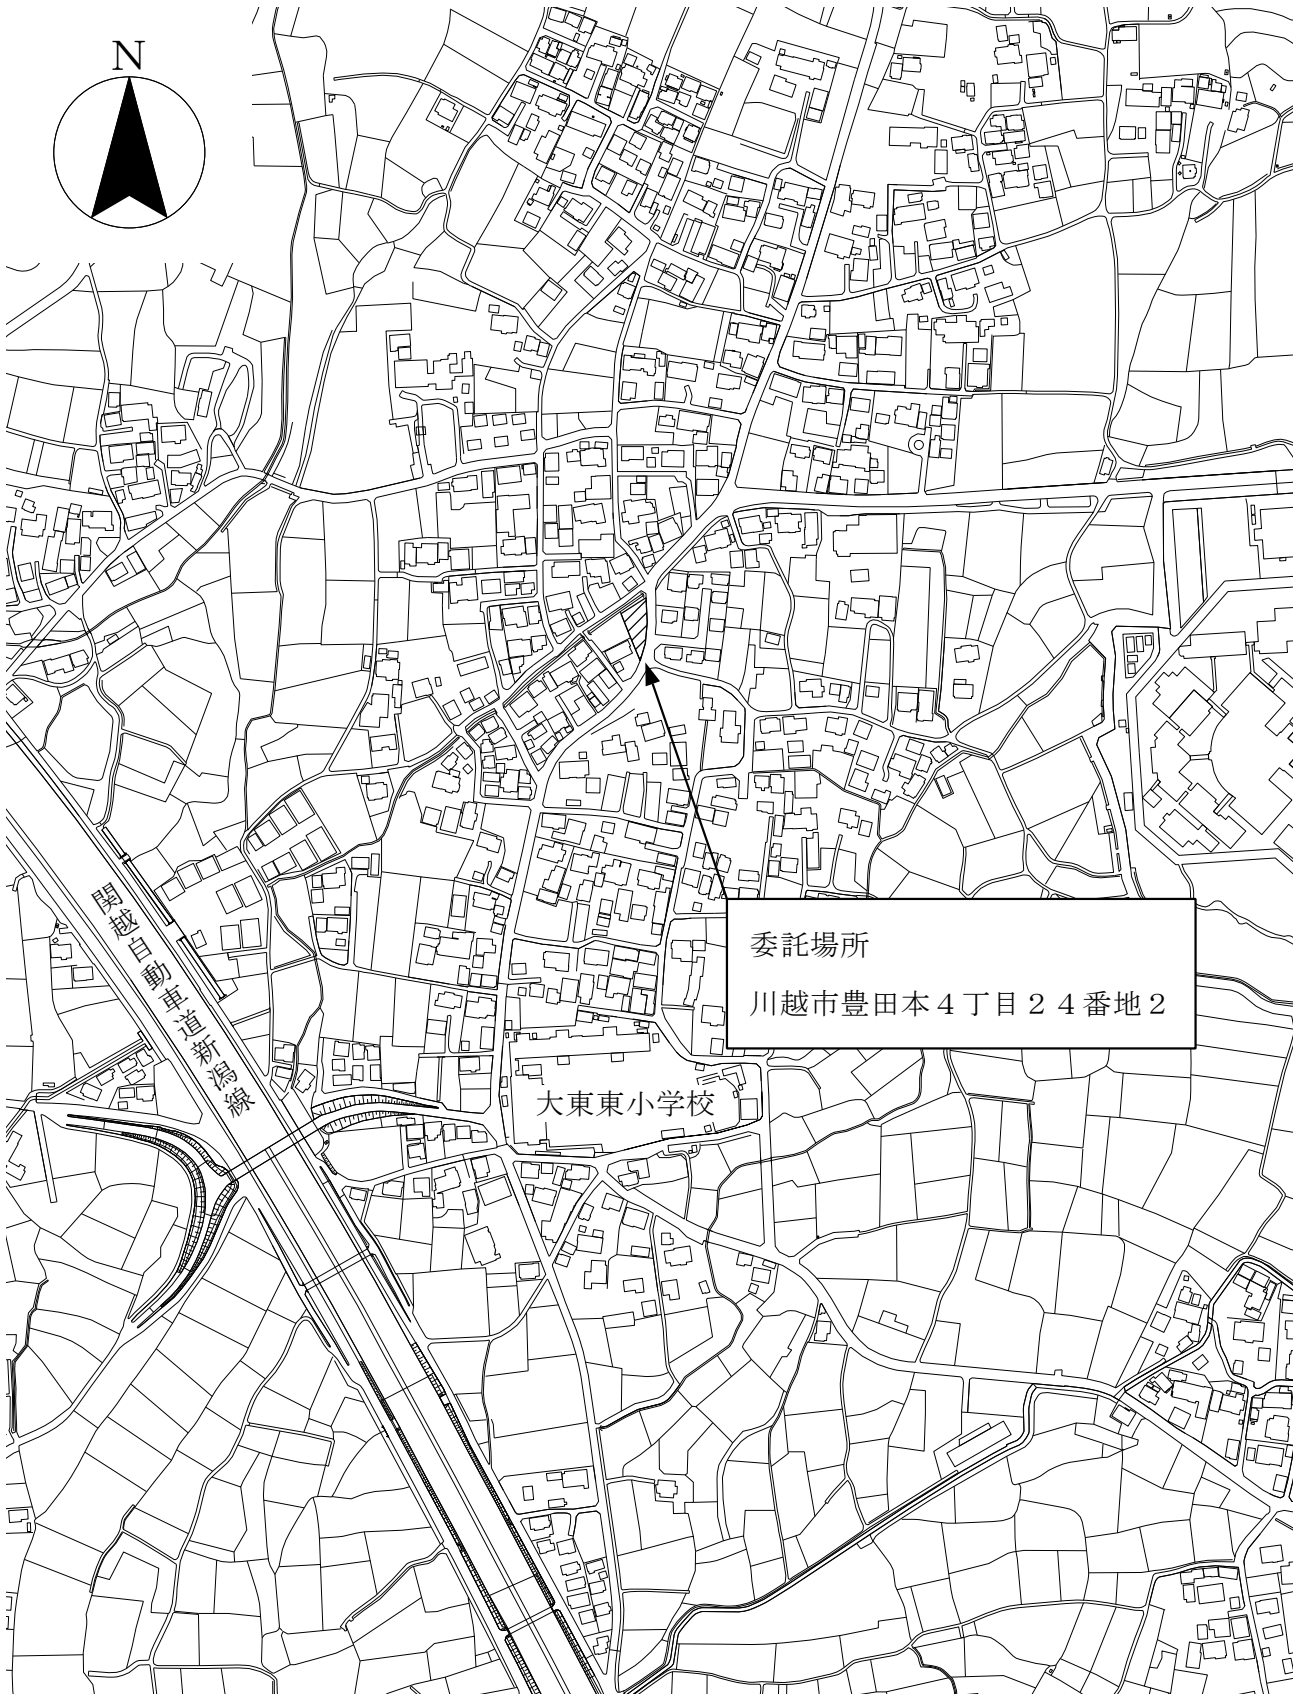 N
委託場所
川越市豊田本４丁目２４番地２
関越自動車道新潟線
大東東小学校